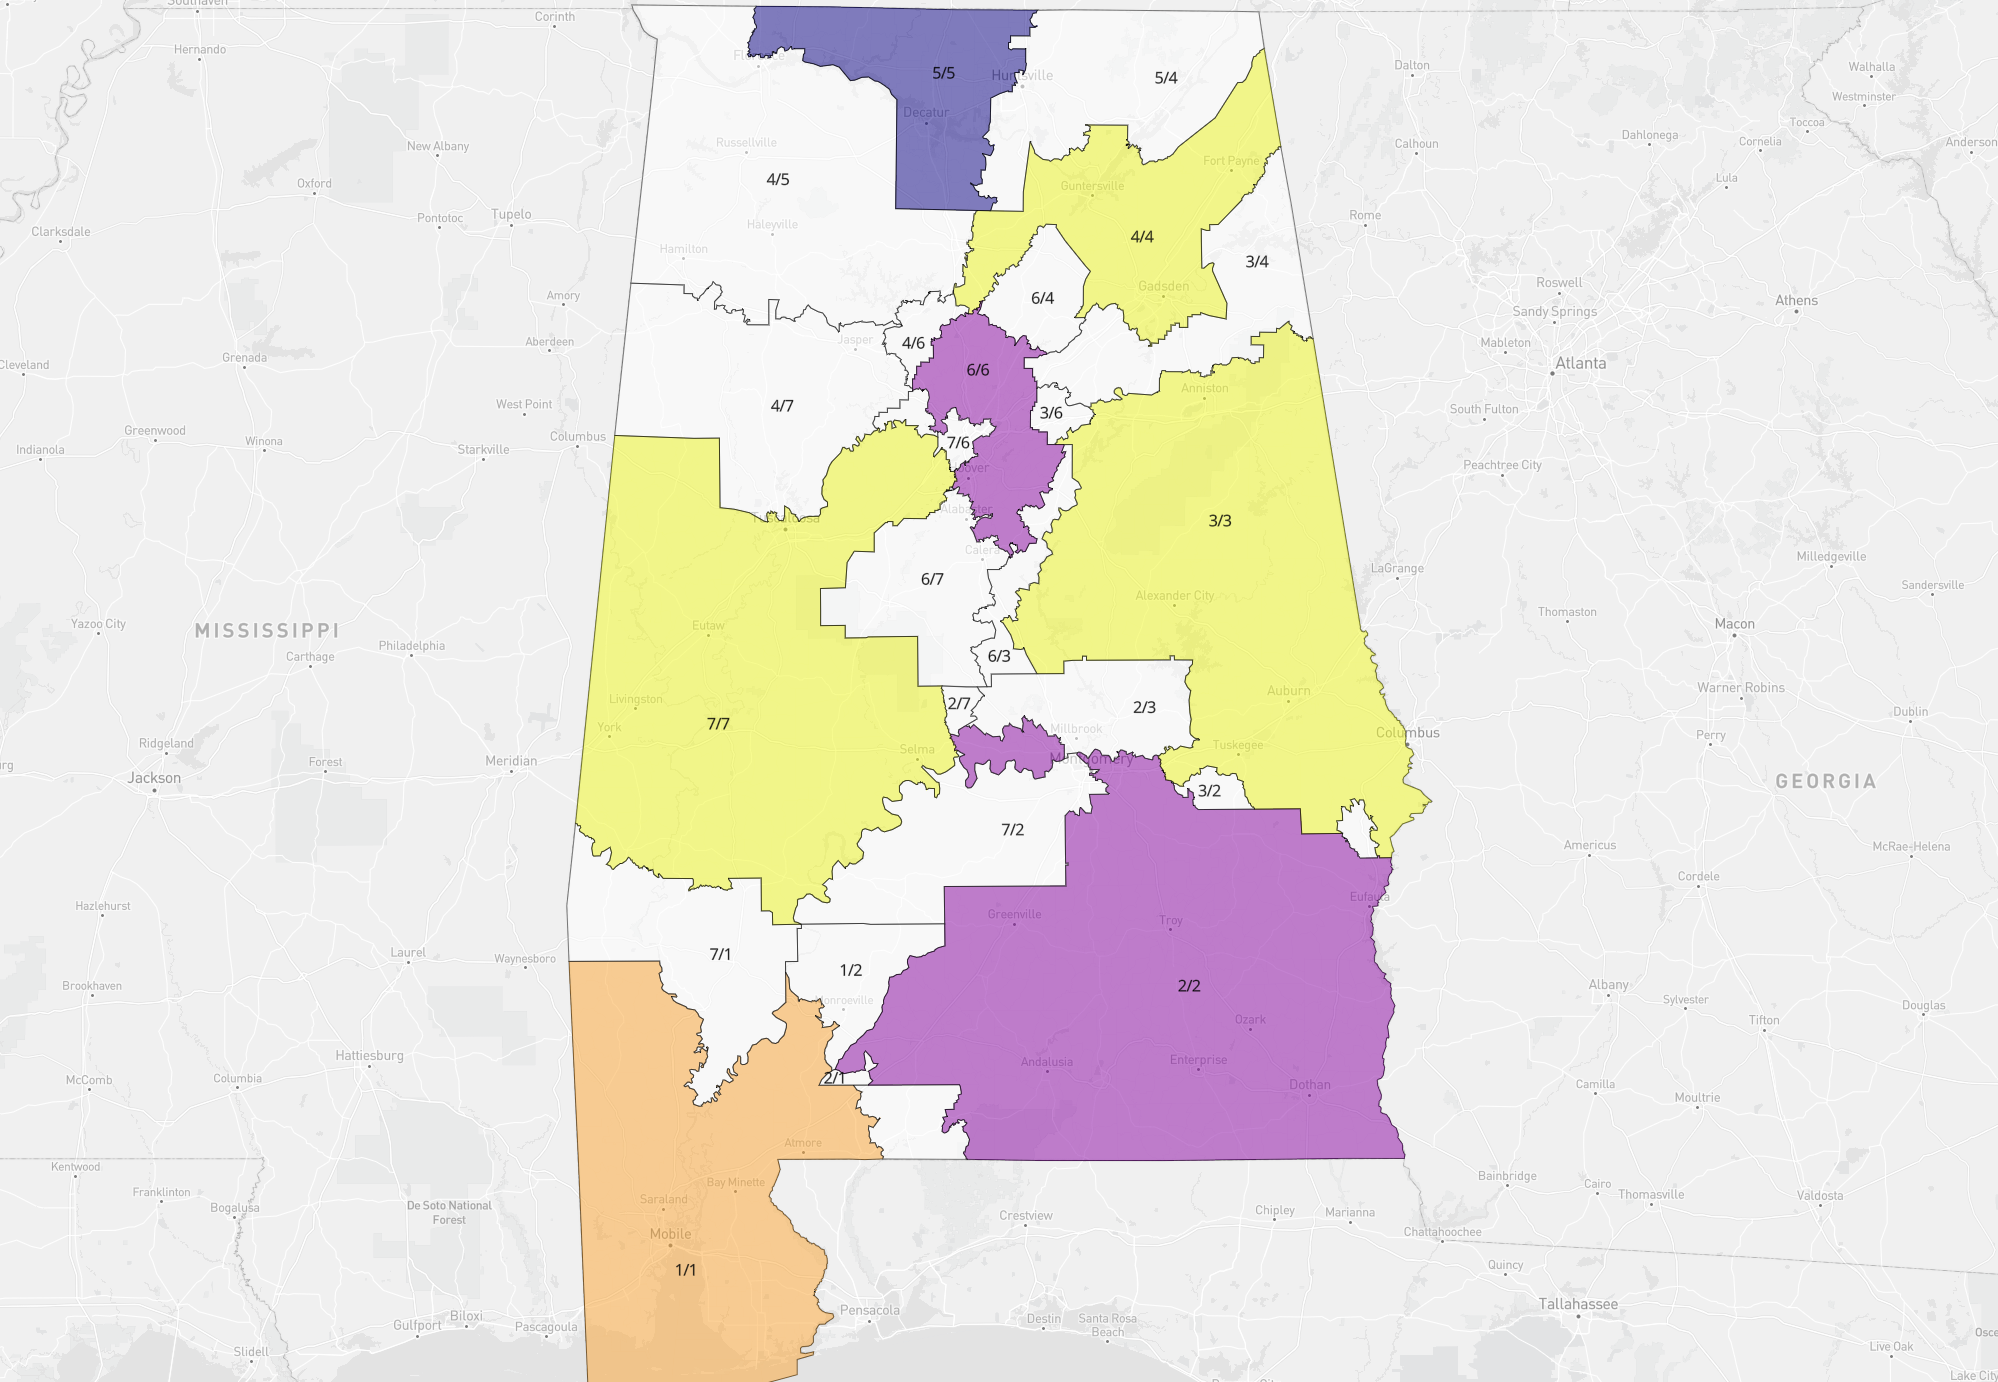 Southaven
Corinth
Hernando
Huntsville
Dalton
Walhalla
5/5
5/4
Westminster
Decatur
Toccoa
Dahlonega
Cornelia
Anderson
New Albany
Russellville
Calhoun
Fort Payne
Oxford
4/5
Guntersville
Lula
Pontotoc
Tupelo
Rome
Clarksdale
Haleyville
4/4
Hamilton
3/4
Gadsden
Roswell
Amory
6/4
Athens
Sandy Springs
Aberdeen
Jasper
4/6
Mableton
Grenada
Cleveland
6/6
Atlanta
Anniston
West Point
4/7
3/6
South Fulton
Greenwood
Winona
Columbus
7/6
Indianola
Starkville
Peachtree City
Alabaster
3/3
Calera
Milledgeville
6/7
LaGrange
Sandersville
Alexander City
Thomaston
Yazoo City
Eutaw
Macon
MISSISSIPPI
Philadelphia
Carthage
6/3
Livingston
Auburn
Warner Robins
2/7
2/3
Dublin
York
7/7
Millbrook
Columbus
Perry
Ridgeland
Selma
Tuskegee
Forest
Meridian
Montgomery
Jackson
GEORGIA
3/2
7/2
Americus
McRae-Helena
Cordele
Eufaula
Hazlehurst
Greenville
Troy
Laurel
7/1
Waynesboro
1/2
Brookhaven
2/2
Albany
Monroeville
Sylvester
Douglas
Ozark
Tifton
Hattiesburg
Andalusia
Enterprise
McComb
Columbia
2/1
Dothan
Camilla
Moultrie
Atmore
Kentwood
Bainbridge
Bay Minette
Franklinton
Saraland
Cairo
Thomasville
Valdosta
Bogalusa
De Soto National
Forest
Crestview
Chipley
Marianna
Mobile
Chattahoochee
1/1
Quincy
Tallahassee
Pensacola
Biloxi
Gulfport
Pascagoula
Destin
Santa Rosa
Beach
Slidell
Live Oak
Lake City